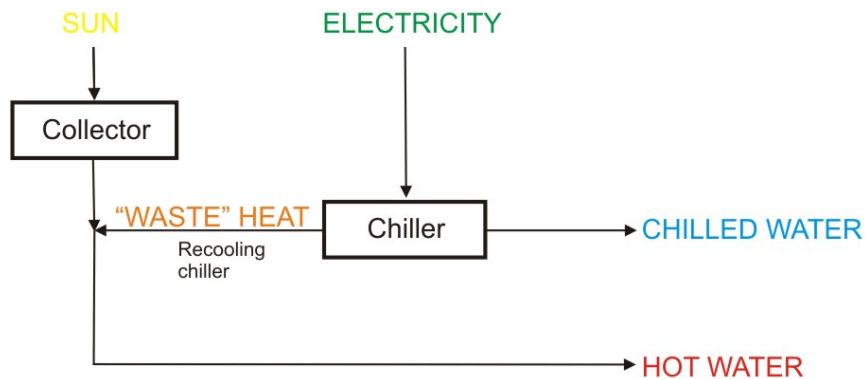 SUN
ELECTRICITY
Collector
“WASTE” HEAT
Recooling
chiller
Chiller
CHILLED WATER
HOT WATER